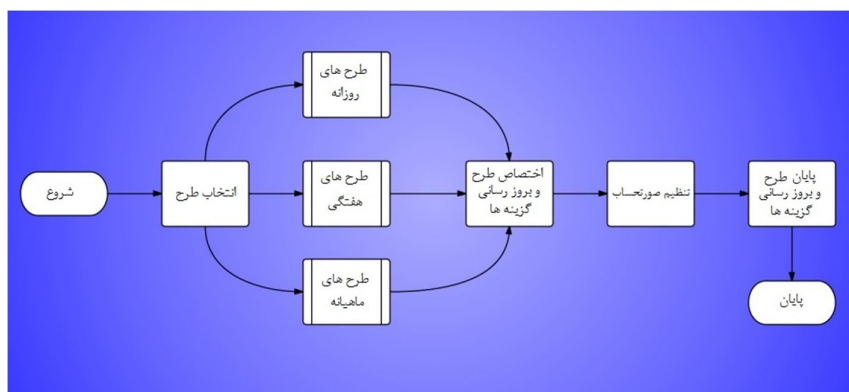 شروع
انتخاب طرح
طرح های
روزانه
طرح های
هفتگی
طرح های
ماهیانه
اختصاص طرح
و بروز رسانی
گزینه ها
تنظیم صورتحساب
پایان طرح
و بروز رسانی
گزینه ها
پایان